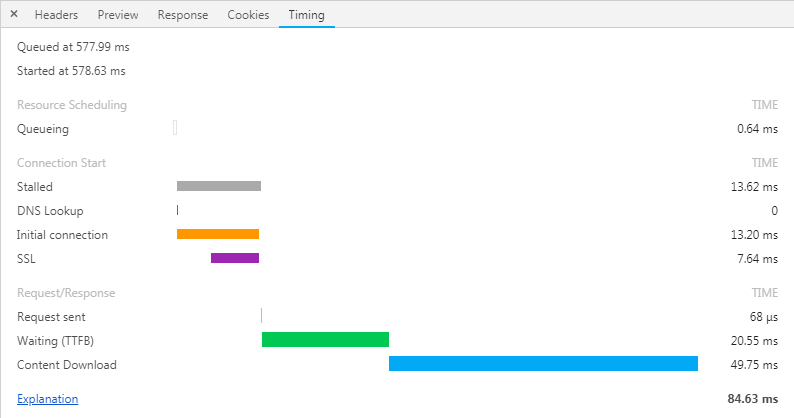 × Headers Preview Response Cookies Timing
Queued at 577.99 ms
Started at 578.63 ms
Resource Scheduling TIME
Queueing 0.64 ms
Connection Start TIME
Stalled 13.62 ms
DNS Lookup 0
Initial connection 13.20 ms
SSL 7.64 ms
Request/Response TIME
Request sent 68 μs
Waiting (TTFB) 20.55 ms
Content Download 49.75 ms
Explanation 84.63 ms